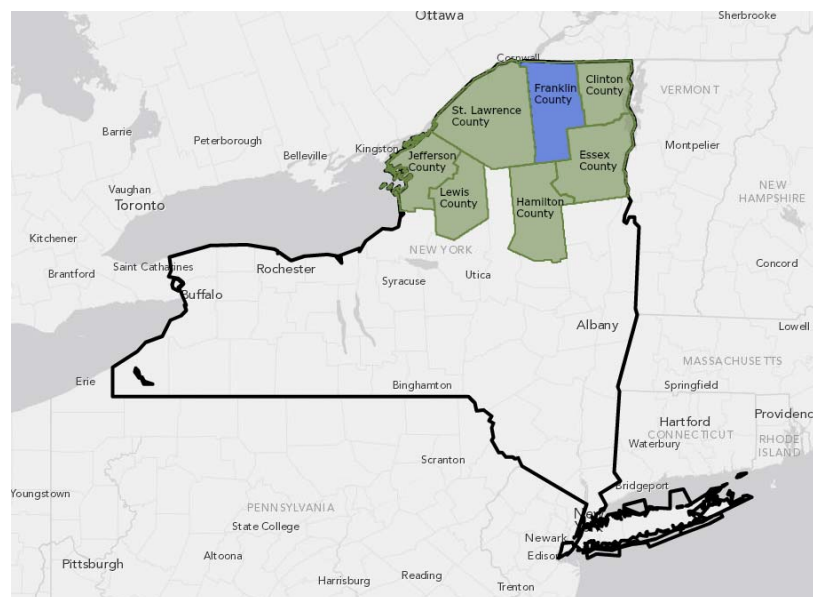 Ottawa
Sherbrooke
Cornwall
Clinton
County
Franklin
County
VERMONT
St. Lawrence
County
Barrie
Peterborough
Kingston
Belleville
Montpelier
Jefferson
County
Essex
County
Vaughan
Toronto
Lewis
County
Hamilton
County
NEW
HAMPSHIRE
Kitchener
NEW YORK
Brantford
Saint Catharines
Rochester
Syracuse
Utica
Concord
Buffalo
Albany
Lowell
MASSACHUSETTS
Erie
Binghamton
Springfield
Hartford
Providenc
CONNECTICUT
RHODE
ISLAND
Waterbury
Scranton
Bridgeport
Youngstown
PENNSYLVANIA
State College
New
Newark
Edison
Altoona
Pittsburgh
Harrisburg
Reading
Trenton